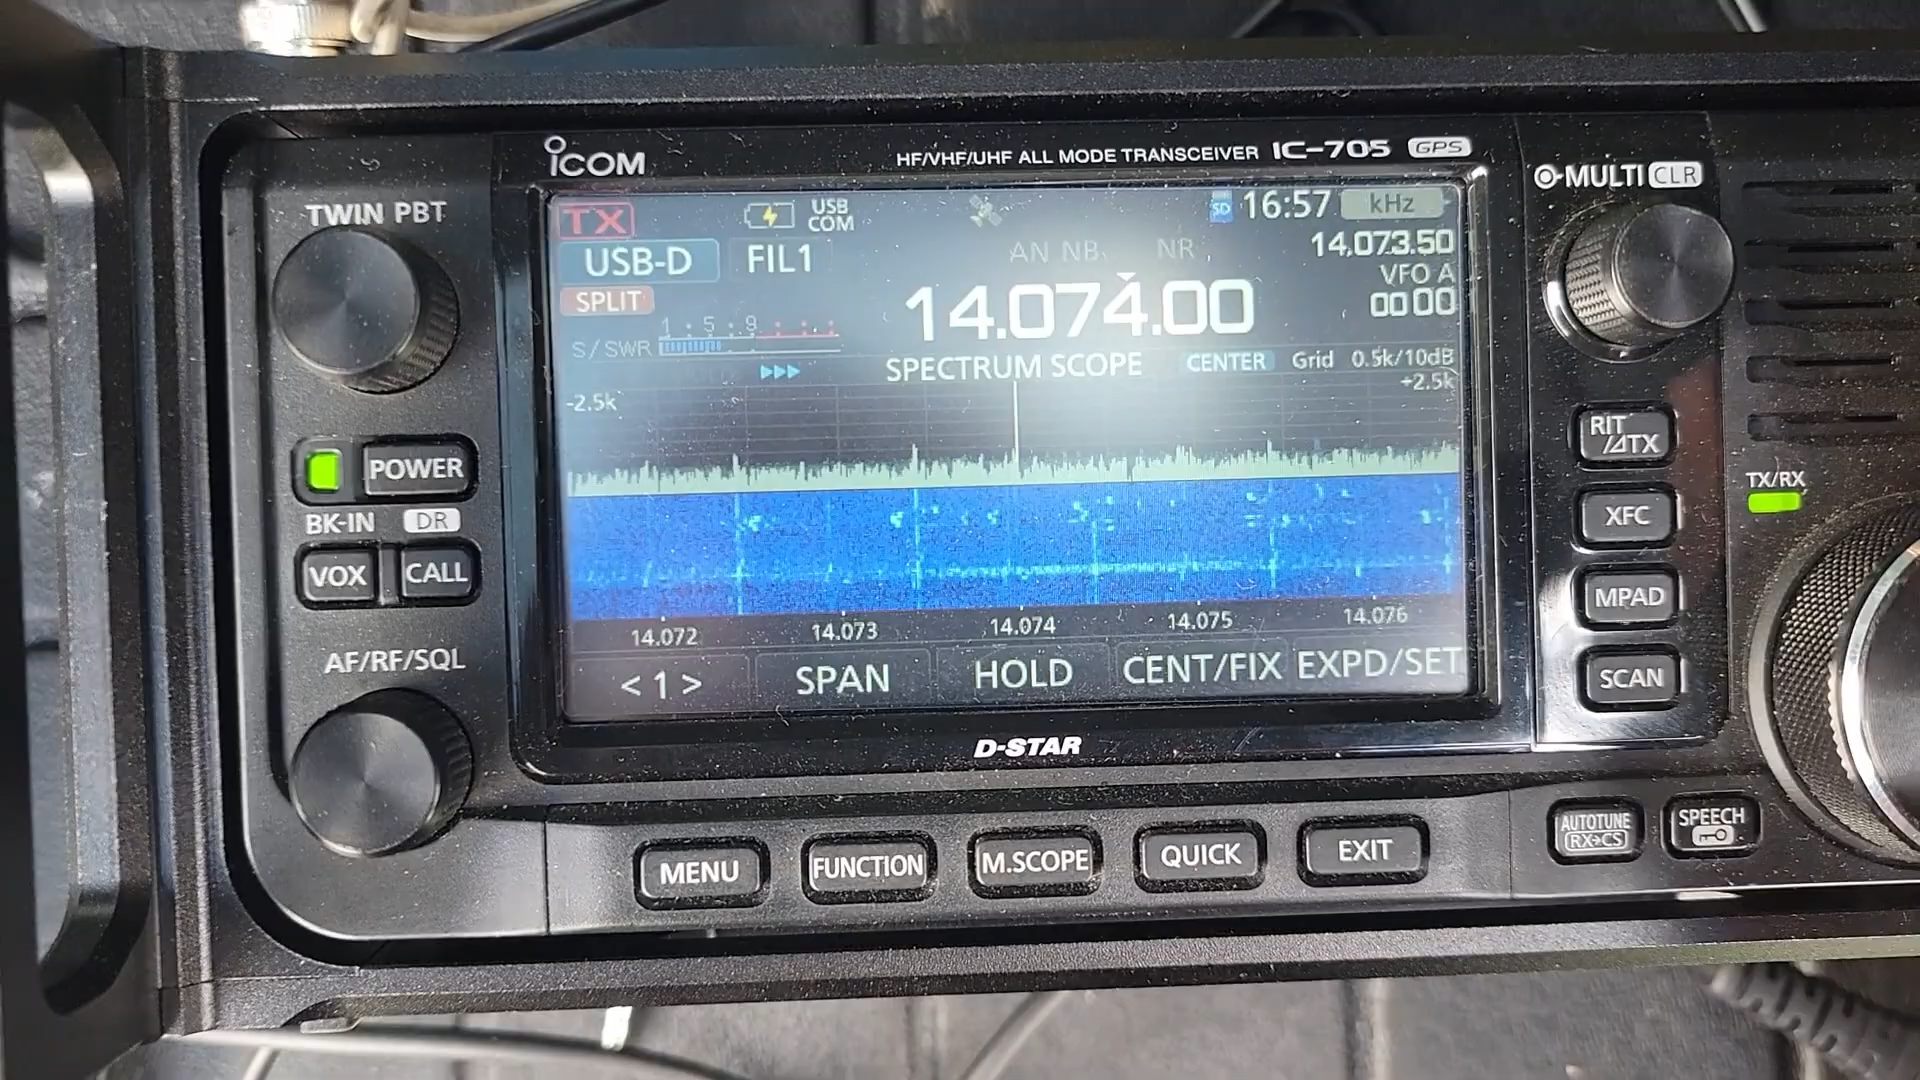 ICOM
HF/VHF/UHF ALL MODE TRANSCEIVER IC-705 GPS
TWIN PBT
MULTI CLR
TX
USB
COM
SD
16:57
kHz
USB-D
FIL1
AN NB
NR
14.073.50
VFO A
00 00
SPLIT
14.074.00
1 5 9
S/SWR
SPECTRUM SCOPE
CENTER
Grid 0.5k/10dB
-2.5k
+2.5k
14.072
14.073
14.074
14.075
14.076
<1>
SPAN
HOLD
CENT/FIX
EXPD/SET
D-STAR
POWER
BK-IN
DR
VOX
CALL
AF/RF/SQL
RIT
/⊿TX
XFC
MPAD
SCAN
TX/RX
MENU
FUNCTION
M.SCOPE
QUICK
EXIT
AUTOTUNE
RX→CS
SPEECH